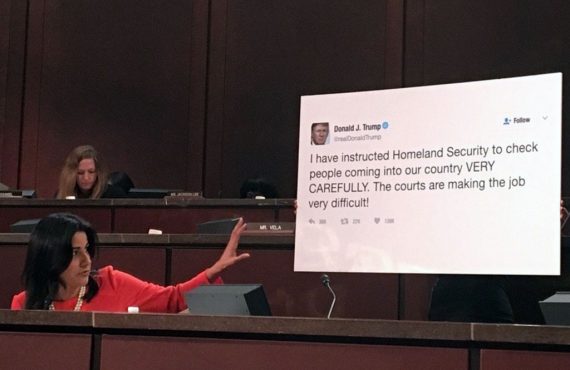 Donald J. Trump
@realDonaldTrump
Follow
I have instructed Homeland Security to check
people coming into our country VERY
CAREFULLY. The courts are making the job
very difficult!
MR. VELA